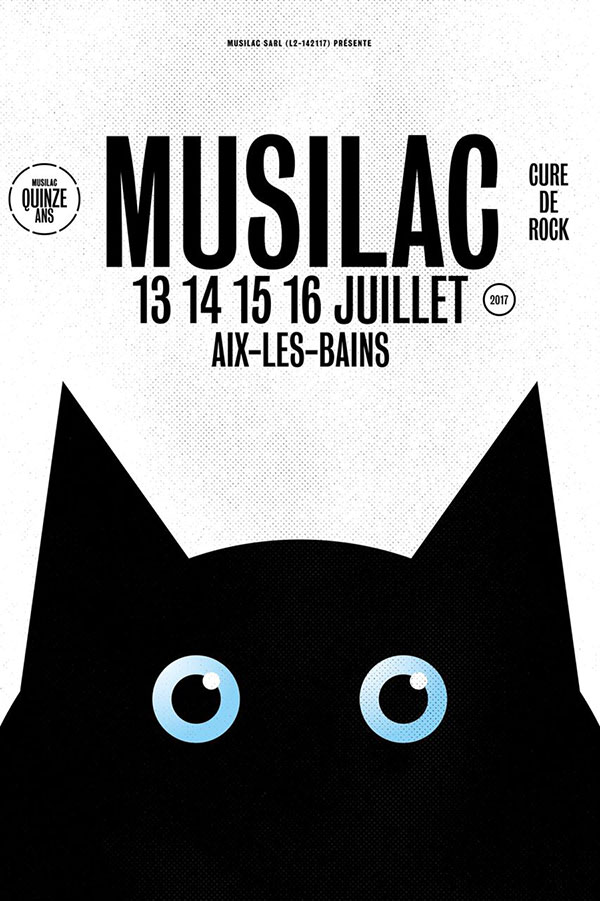 MUSILAC SARL (L2-142117) PRÉSENTE
MUSILAC
QUINZE
ANS
MUSILAC
CURE
DE
ROCK
13 14 15 16 JUILLET
2017
AIX-LES-BAINS